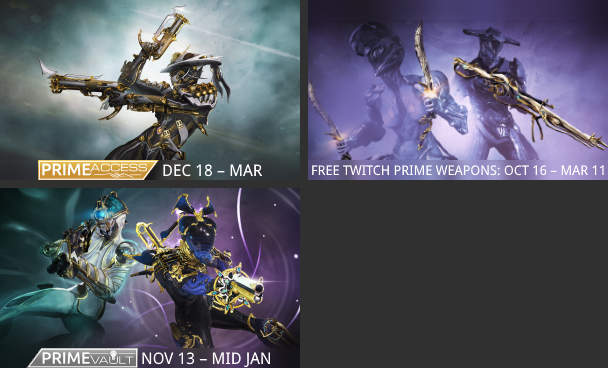 PRIMEACCESS DEC 18 – MAR
FREE TWITCH PRIME WEAPONS: OCT 16 – MAR 11
PRIMEVAULT NOV 13 – MID JAN